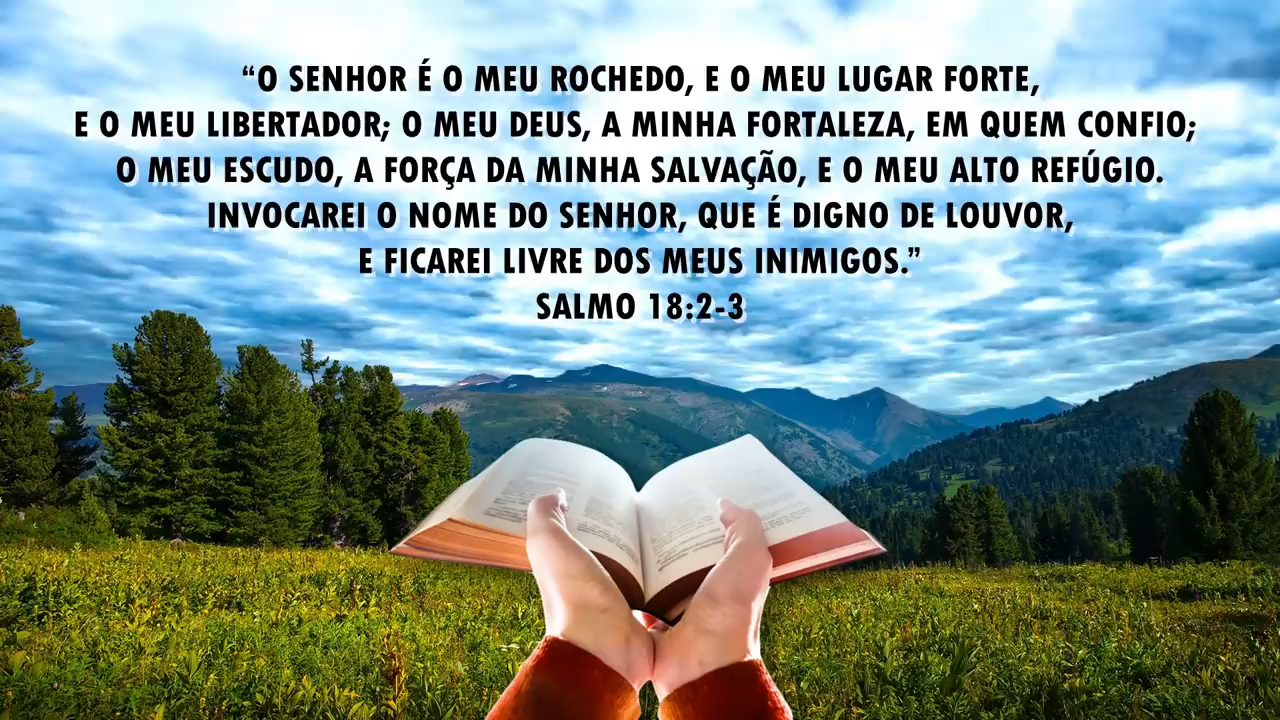 “O SENHOR É O MEU ROCHEDO, E O MEU LUGAR FORTE,
E O MEU LIBERTADOR; O MEU DEUS, A MINHA FORTALEZA, EM QUEM CONFIO;
O MEU ESCUDO, A FORÇA DA MINHA SALVAÇÃO, E O MEU ALTO REFÚGIO.
INVOCAREI O NOME DO SENHOR, QUE É DIGNO DE LOUVOR,
E FICAREI LIVRE DOS MEUS INIMIGOS.”
SALMO 18:2-3